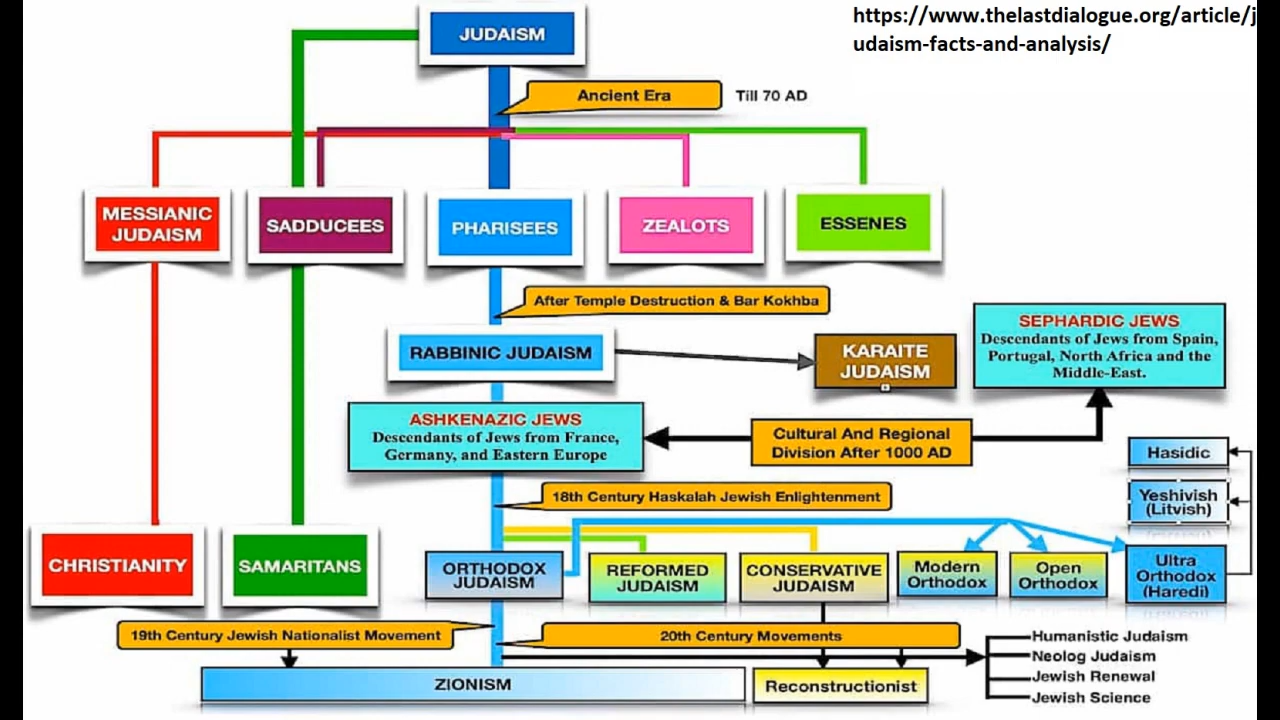 https://www.thelastdialogue.org/article/j
udaism-facts-and-analysis/
JUDAISM
Ancient Era
Till 70 AD
MESSIANIC
JUDAISM
SADDUCEES
PHARISEES
ZEALOTS
ESSENES
After Temple Destruction & Bar Kokhba
RABBINIC JUDAISM
KARAITE
JUDAISM
SEPHARDIC JEWS
Descendants of Jews from Spain,
Portugal, North Africa and the
Middle-East.
ASHKENAZIC JEWS
Descendants of Jews from France,
Germany, and Eastern Europe
Cultural And Regional
Division After 1000 AD
Hasidic
Yeshivish
(Litvish)
18th Century Haskalah Jewish Enlightenment
CHRISTIANITY
SAMARITANS
ORTHODOX
JUDAISM
REFORMED
JUDAISM
CONSERVATIVE
JUDAISM
Modern
Orthodox
Open
Orthodox
Ultra
Orthodox
(Haredi)
19th Century Jewish Nationalist Movement
20th Century Movements
Humanistic Judaism
Neolog Judaism
Jewish Renewal
Jewish Science
ZIONISM
Reconstructionist